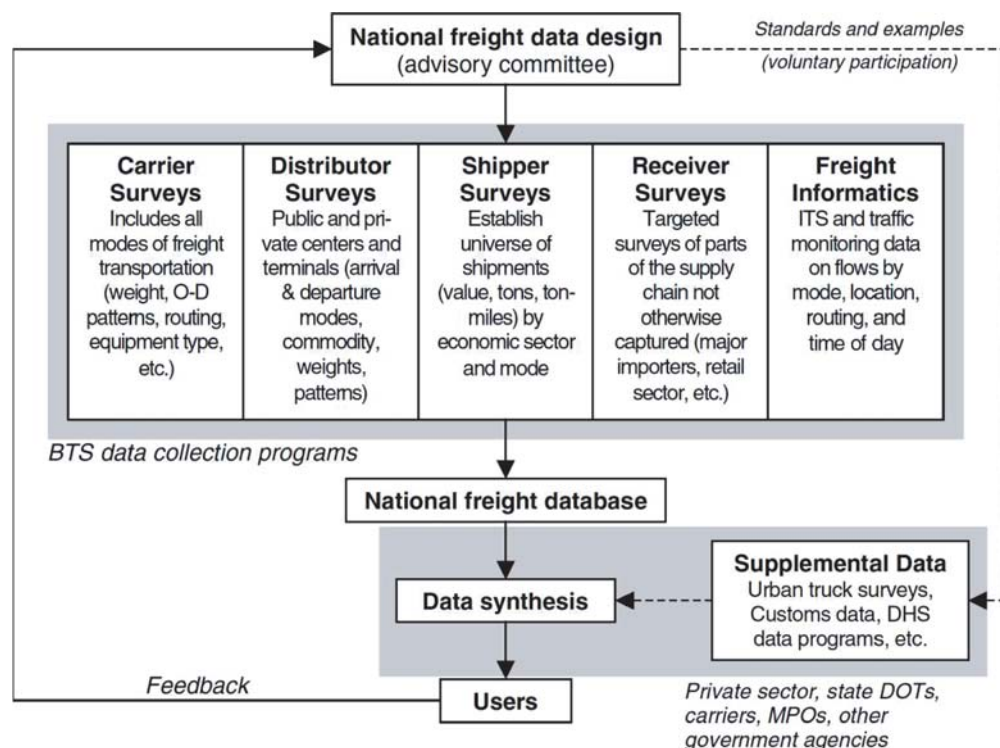 National freight data design
(advisory committee)
Standards and examples
(voluntary participation)
Carrier
Surveys
Includes all
modes of freight
transportation
(weight, O-D
patterns, routing,
equipment type,
etc.)
Distributor
Surveys
Public and pri-
vate centers and
terminals (arrival
& departure
modes,
commodity,
weights,
patterns)
Shipper
Surveys
Establish
universe of
shipments
(value, tons, ton-
miles) by
economic sector
and mode
Receiver
Surveys
Targeted
surveys of parts
of the supply
chain not
otherwise
captured (major
importers, retail
sector, etc.)
Freight
Informatics
ITS and traffic
monitoring data
on flows by
mode, location,
routing, and
time of day
BTS data collection programs
National freight database
Data synthesis
Supplemental Data
Urban truck surveys,
Customs data, DHS
data programs, etc.
Feedback
Users
Private sector, state DOTs,
carriers, MPOs, other
government agencies